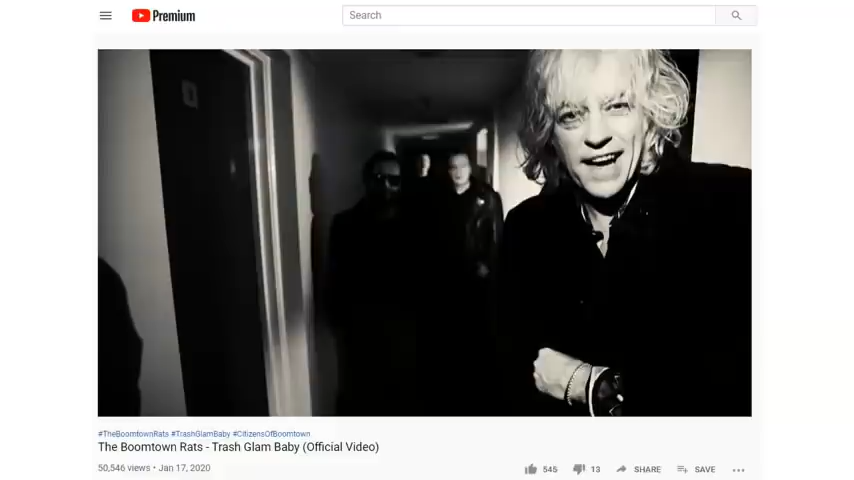 Premium
Search
#TheBoomtownRats #TrashGlamBaby #CitizensOfBoomtown
The Boomtown Rats - Trash Glam Baby (Official Video)
50,546 views • Jan 17, 2020
545 13 SHARE SAVE